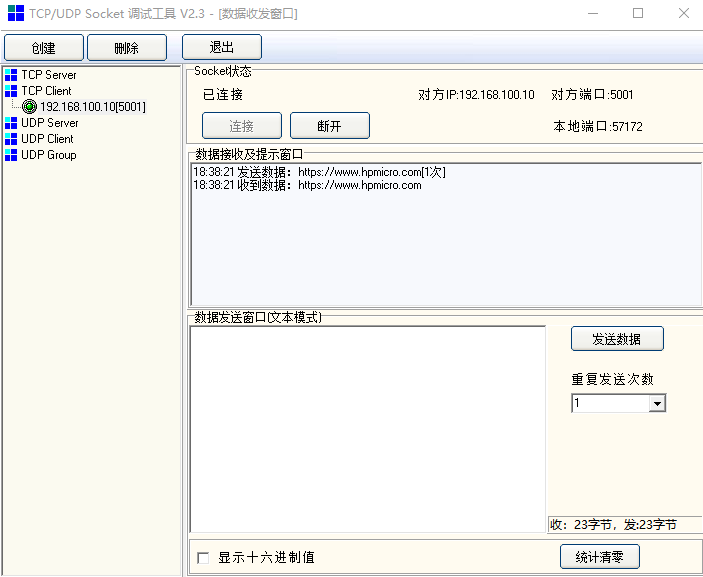 TCP/UDP Socket 调试工具 V2.3 - [数据收发窗口]
创建 删除 退出
TCP Server
TCP Client
192.168.100.10[5001]
UDP Server
UDP Client
UDP Group
Socket状态
已连接 对方IP:192.168.100.10 对方端口:5001
连接 断开 本地端口:57172
数据接收及提示窗口
18:38:21 发送数据：https://www.hpmicro.com[1次]
18:38:21 收到数据：https://www.hpmicro.com
数据发送窗口(文本模式)
发送数据
重复发送次数
1
收：23字节，发:23字节
显示十六进制值 统计清零